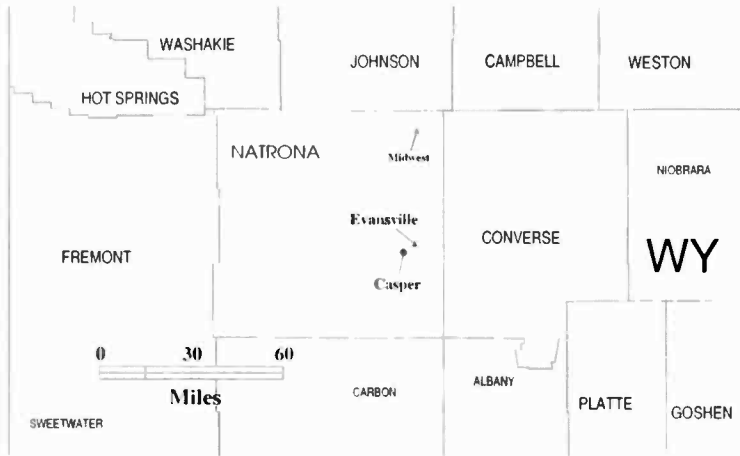 WASHAKIE
JOHNSON
CAMPBELL
WESTON
HOT SPRINGS
NATRONA
Midwest
NIOBRARA
Evansville
CONVERSE
WY
FREMONT
Casper
0 30 60
Miles
CARBON
ALBANY
PLATTE
GOSHEN
SWEETWATER